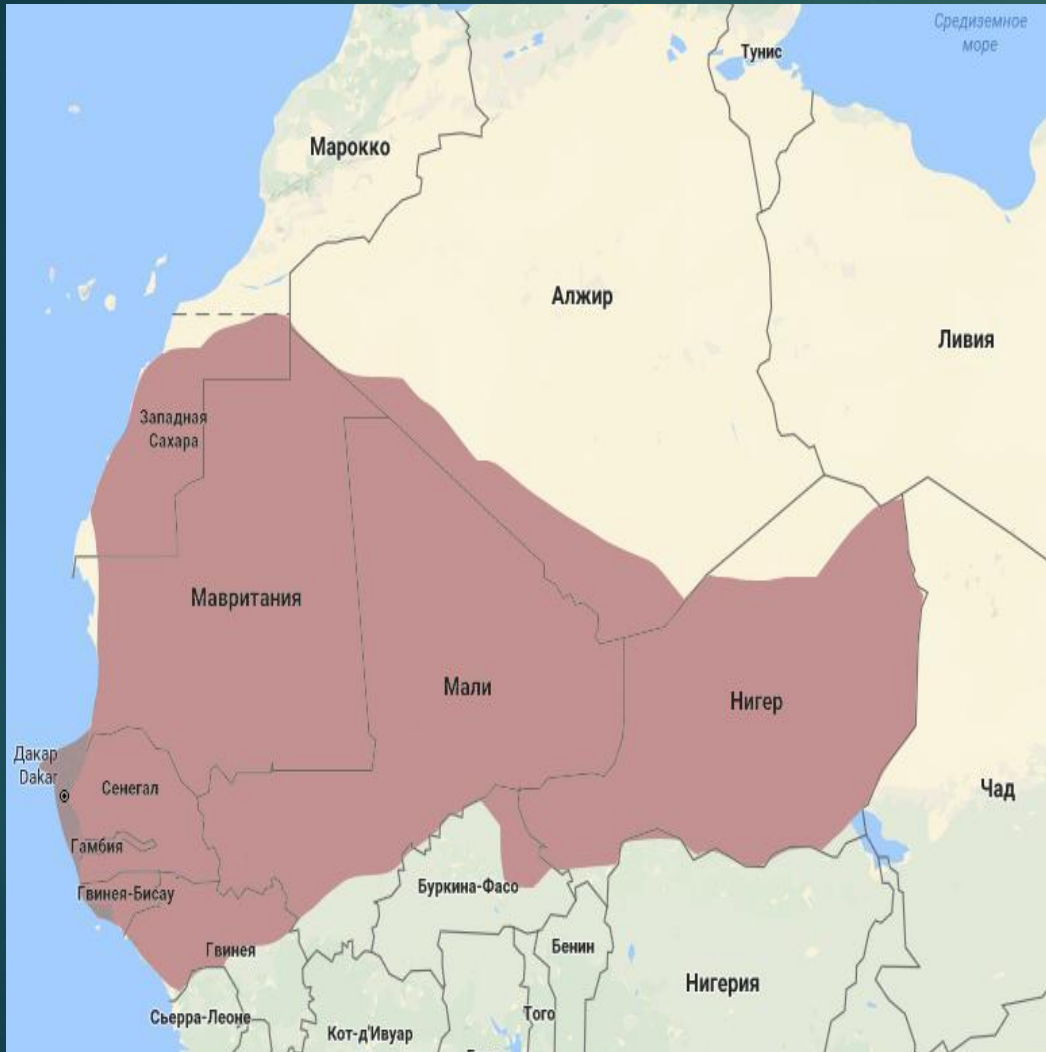 Средиземное
море
Тунис
Марокко
Алжир
Ливия
Западная
Сахара
Мавритания
Мали
Нигер
Дакар
Dakar
Сенегал
Чад
Гамбия
Гвинея-Бисау
Буркина-Фасо
Гвинея
Бенин
Нигерия
Сьерра-Леоне
Того
Кот-д'Ивуар